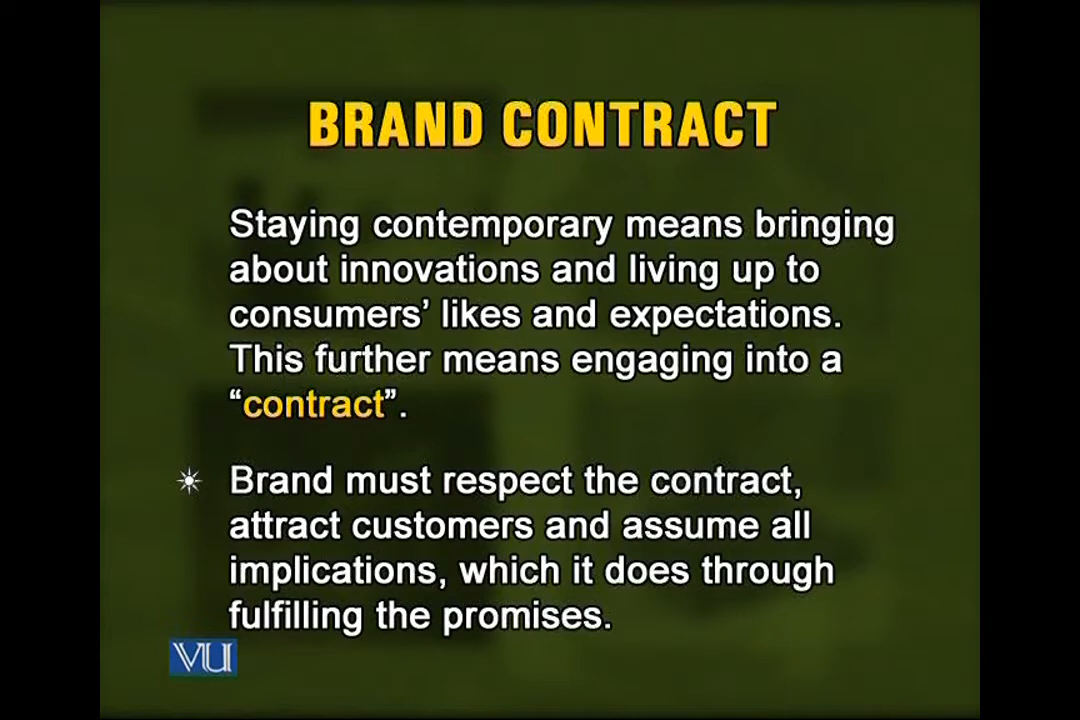 BRAND CONTRACT
Staying contemporary means bringing
about innovations and living up to
consumers’ likes and expectations.
This further means engaging into a
“contract”.
Brand must respect the contract,
attract customers and assume all
implications, which it does through
fulfilling the promises.
VU